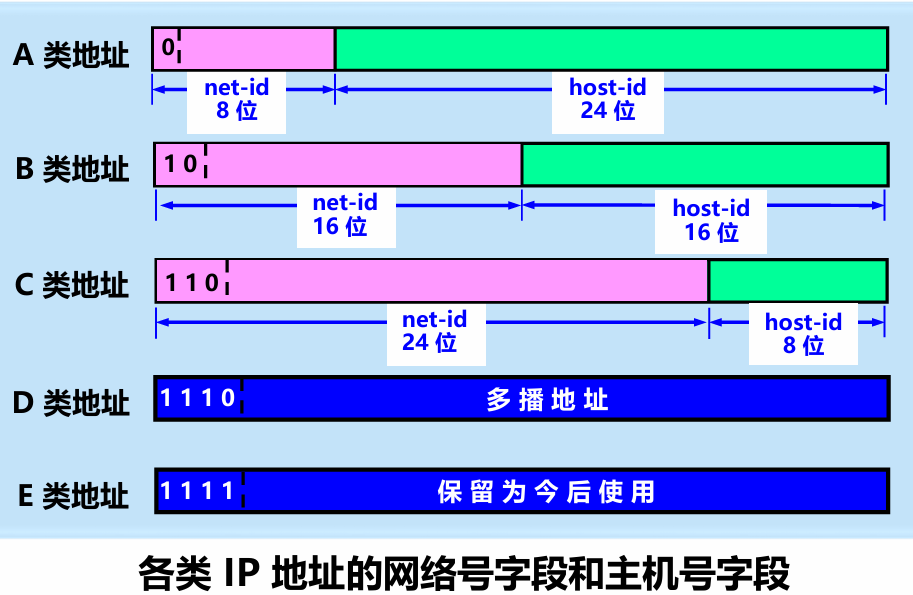 A 类地址
0
net-id
8 位
host-id
24 位
B 类地址
1 0
net-id
16 位
host-id
16 位
C 类地址
1 1 0
net-id
24 位
host-id
8 位
D 类地址
1 1 1 0
多播地址
E 类地址
1 1 1 1
保留为今后使用
各类 IP 地址的网络号字段和主机号字段